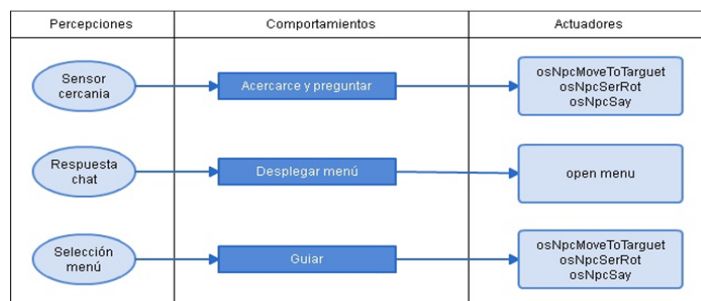 Percepciones
Comportamientos
Actuadores
Sensor
cercania
Acercarce y preguntar
osNpcMoveToTarguet
osNpcSerRot
osNpcSay
Respuesta
chat
Desplegar menú
open menu
Selección
menú
Guiar
osNpcMoveToTarguet
osNpcSerRot
osNpcSay